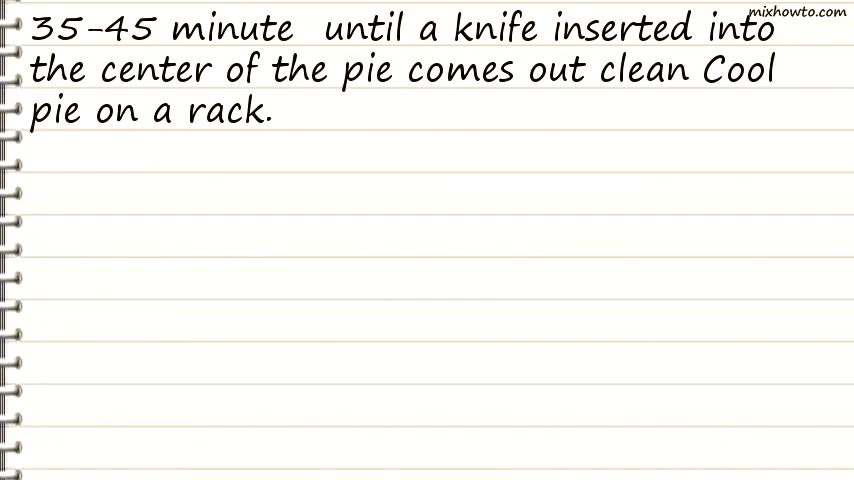 mixhowto.com
35-45 minute  until a knife inserted into
the center of the pie comes out clean Cool
pie on a rack.